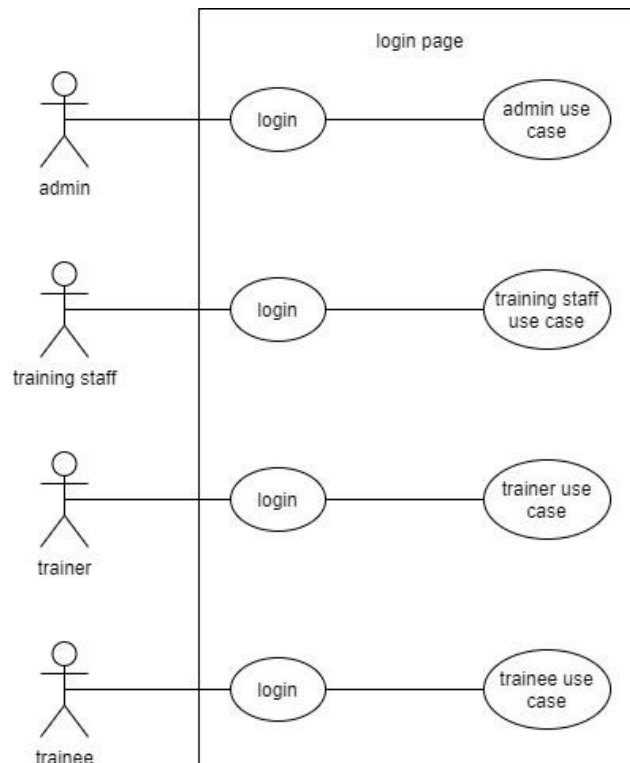 login page
login
admin use
case
admin
login
training staff
use case
training staff
login
trainer use
case
trainer
login
trainee use
case
trainee